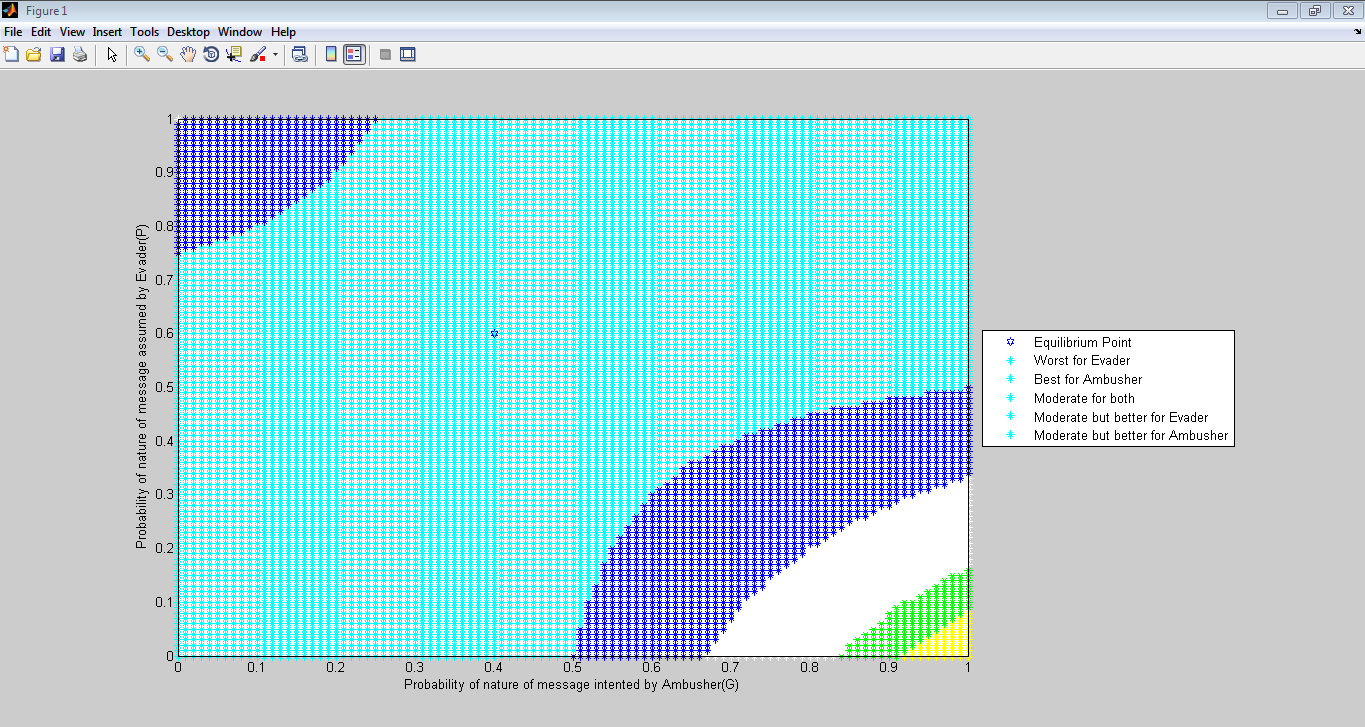 Figure 1
File Edit View Insert Tools Desktop Window Help
1
0.9
0.8
0.7
0.6
0.5
0.4
0.3
0.2
0.1
0
Probability of nature of message assumed by Evader(P)
0 0.1 0.2 0.3 0.4 0.5 0.6 0.7 0.8 0.9 1
Probability of nature of message intented by Ambusher(G)
Equilibrium Point
Worst for Evader
Best for Ambusher
Moderate for both
Moderate but better for Evader
Moderate but better for Ambusher